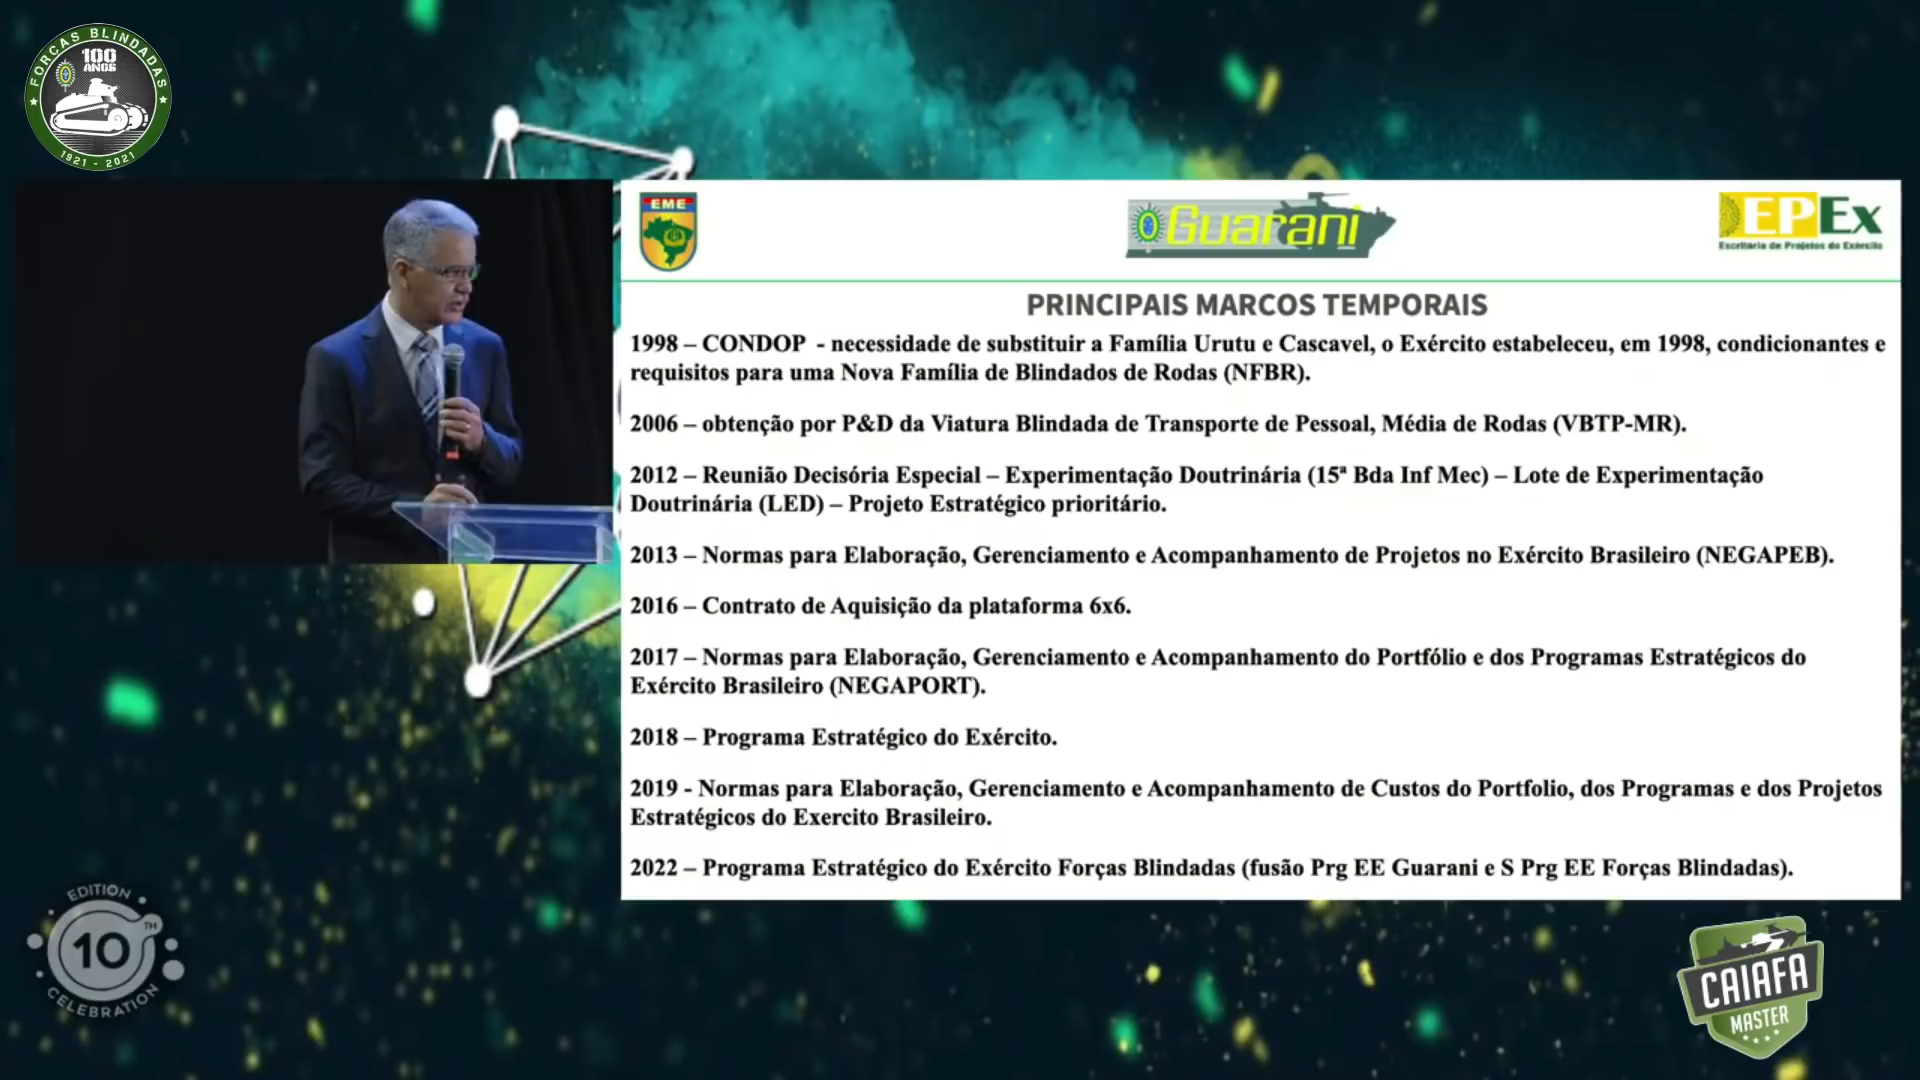 FORÇAS BLINDADAS
100
ANOS
1921 - 2021
EME
Guarani
EPEx
Escritório de Projetos do Exército
PRINCIPAIS MARCOS TEMPORAIS
1998 – CONDOP - necessidade de substituir a Família Urutu e Cascavel, o Exército estabeleceu, em 1998, condicionantes e
requisitos para uma Nova Família de Blindados de Rodas (NFBR).
2006 – obtenção por P&D da Viatura Blindada de Transporte de Pessoal, Média de Rodas (VBTP-MR).
2012 – Reunião Decisória Especial – Experimentação Doutrinária (15ª Bda Inf Mec) – Lote de Experimentação
Doutrinária (LED) – Projeto Estratégico prioritário.
2013 – Normas para Elaboração, Gerenciamento e Acompanhamento de Projetos no Exército Brasileiro (NEGAPEB).
2016 – Contrato de Aquisição da plataforma 6x6.
2017 – Normas para Elaboração, Gerenciamento e Acompanhamento do Portfólio e dos Programas Estratégicos do
Exército Brasileiro (NEGAPORT).
2018 – Programa Estratégico do Exército.
2019 - Normas para Elaboração, Gerenciamento e Acompanhamento de Custos do Portfolio, dos Programas e dos Projetos
Estratégicos do Exercito Brasileiro.
2022 – Programa Estratégico do Exército Forças Blindadas (fusão Prg EE Guarani e S Prg EE Forças Blindadas).
EDITION
10TH
CELEBRATION
CAIAFA
MASTER